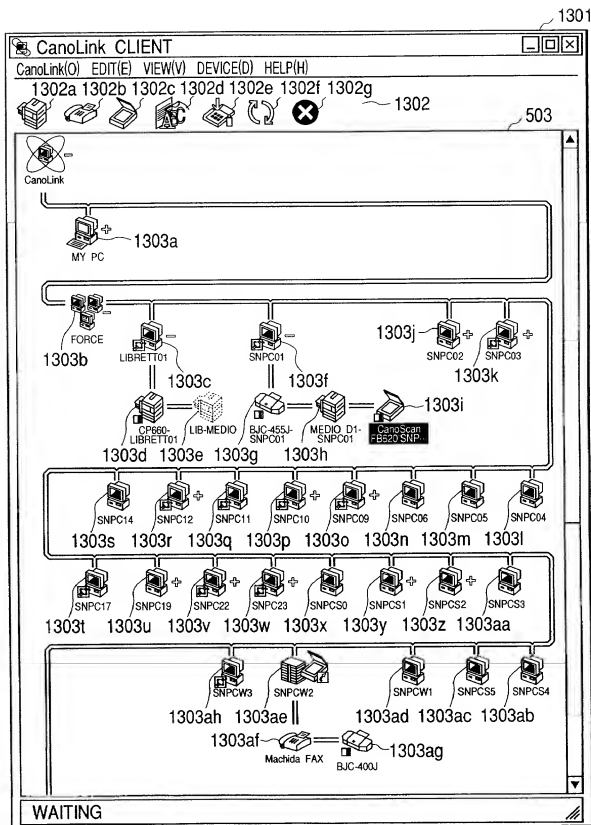 1301
CanoLink CLIENT
CanoLink(O) EDIT(E) VIEW(V) DEVICE(D) HELP(H)
1302a 1302b 1302c 1302d 1302e 1302f 1302g
1302
503
CanoLink
1303a
MY PC
1303b
FORCE
LIBRETT01
SNPC01
1303j
SNPC02
SNPC03
1303c
1303f
1303k
CP660-
LIBRETT01
LIB-MEDIO
BJC-455J-
SNPC01
MEDIO D1-
SNPC01
1303i
CanoScan
FB620 SNP...
1303d 1303e 1303g 1303h
SNPC14 SNPC12 SNPC11 SNPC10 SNPC09 SNPC06 SNPC05 SNPC04
1303s 1303r 1303q 1303p 1303o 1303n 1303m 1303l
SNPC17 SNPC19 SNPC22 SNPC23 SNPCS0 SNPCS1 SNPCS2 SNPCS3
1303t 1303u 1303v 1303w 1303x 1303y 1303z 1303aa
SNPCW3 SNPCW2 SNPCW1 SNPCS5 SNPCS4
1303ah 1303ae 1303ad 1303ac 1303ab
1303af
Machida FAX
1303ag
BJC-400J
WAITING